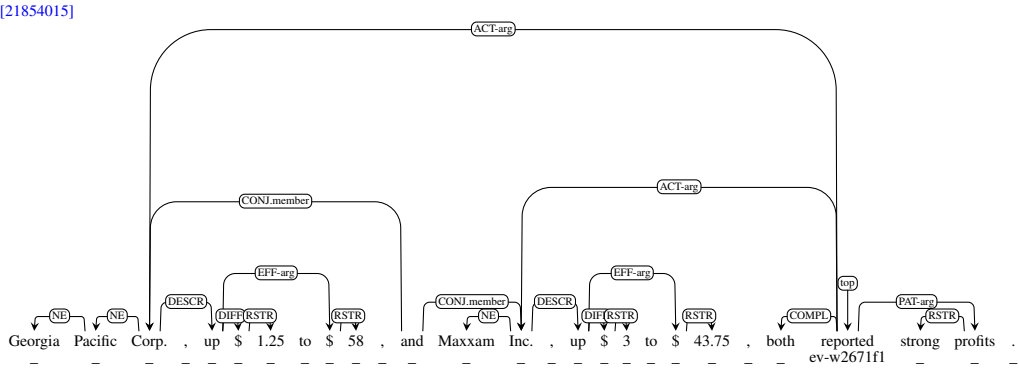 [21854015]
ACT-arg
ACT-arg
CONJ.member
EFF-arg EFF-arg
top
NE NE DESCR DIFF RSTR RSTR CONJ.member NE DESCR DIFF RSTR RSTR COMPL PAT-arg RSTR
Georgia Pacific Corp. , up $ 1.25 to $ 58 , and Maxxam Inc. , up $ 3 to $ 43.75 , both reported strong profits .
_ _ _ _ _ _ _ _ _ _ _ _ _ _ _ _ _ _ _ _ _ _ _ ev-w2671f1 _ _ _